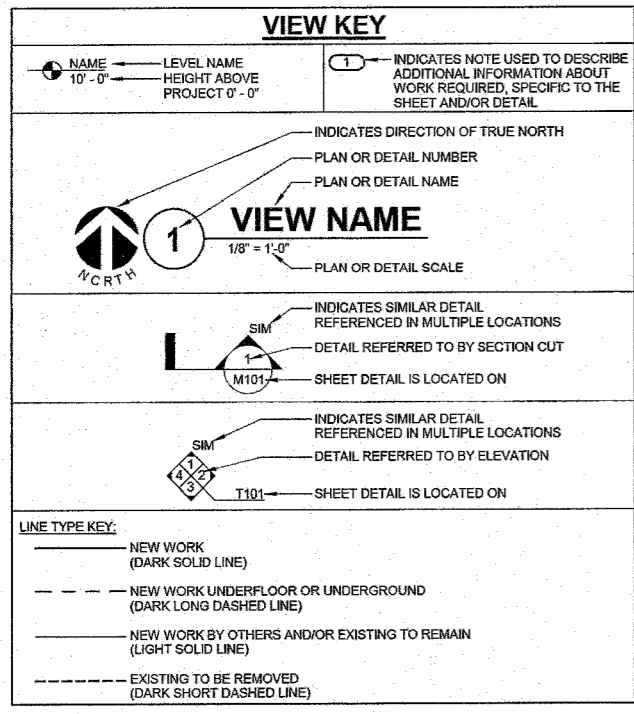 VIEW KEY
NAME
10' - 0"
LEVEL NAME
HEIGHT ABOVE
PROJECT 0' - 0"
1
INDICATES NOTE USED TO DESCRIBE
ADDITIONAL INFORMATION ABOUT
WORK REQUIRED, SPECIFIC TO THE
SHEET AND/OR DETAIL
INDICATES DIRECTION OF TRUE NORTH
PLAN OR DETAIL NUMBER
PLAN OR DETAIL NAME
NORTH
1
VIEW NAME
1/8" = 1'-0"
PLAN OR DETAIL SCALE
SIM
INDICATES SIMILAR DETAIL
REFERENCED IN MULTIPLE LOCATIONS
1
DETAIL REFERRED TO BY SECTION CUT
M101
SHEET DETAIL IS LOCATED ON
INDICATES SIMILAR DETAIL
REFERENCED IN MULTIPLE LOCATIONS
SIM
1
4 2
3
DETAIL REFERRED TO BY ELEVATION
T101
SHEET DETAIL IS LOCATED ON
LINE TYPE KEY:
NEW WORK
(DARK SOLID LINE)
NEW WORK UNDERFLOOR OR UNDERGROUND
(DARK LONG DASHED LINE)
NEW WORK BY OTHERS AND/OR EXISTING TO REMAIN
(LIGHT SOLID LINE)
EXISTING TO BE REMOVED
(DARK SHORT DASHED LINE)